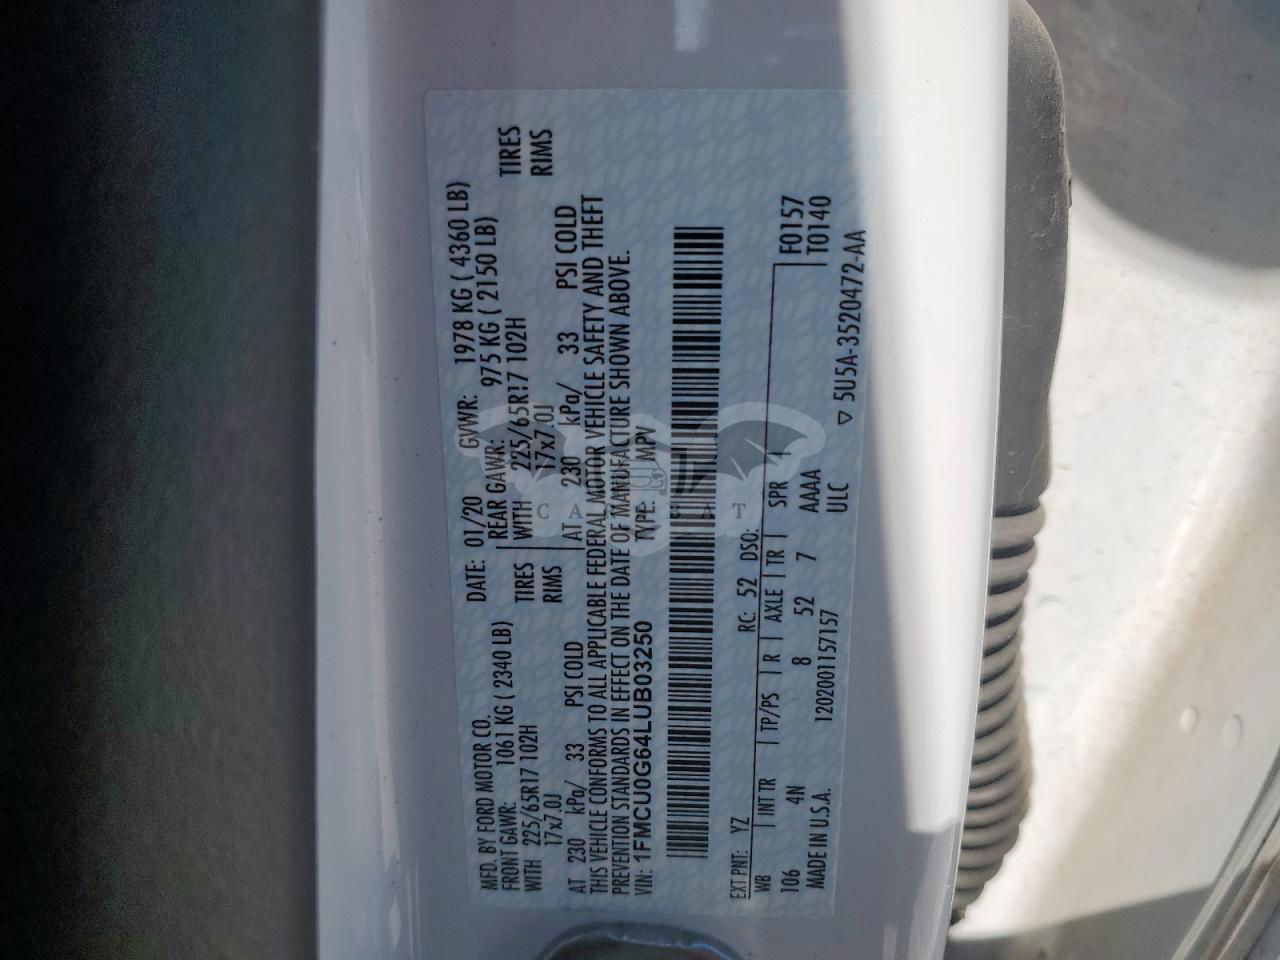 MFD. BY FORD MOTOR CO.
DATE: 01/20 GVWR: 1978 KG ( 4360 LB)
FRONT GAWR: 1061 KG ( 2340 LB)
REAR GAWR: 975 KG ( 2150 LB)
WITH 225/65R17 102H TIRES
WITH 225/65R17 102H TIRES
17x7.0J RIMS
17x7.0J RIMS
AT 230 kPa/ 33 PSI COLD
AT 230 kPa/ 33 PSI COLD
THIS VEHICLE CONFORMS TO ALL APPLICABLE FEDERAL MOTOR VEHICLE SAFETY AND THEFT
PREVENTION STANDARDS IN EFFECT ON THE DATE OF MANUFACTURE SHOWN ABOVE.
VIN: 1FMCU0G64LUB03250 TYPE: MPV
EXT PNT: YZ RC: 52 DSO:
WB INT TR TP/PS R AXLE TR SPR F0157
106 4N 8 52 7 AAAA T0140
MADE IN U.S.A. 1202001157157 ULC
5U5A-3520472-AA
CARSBAT